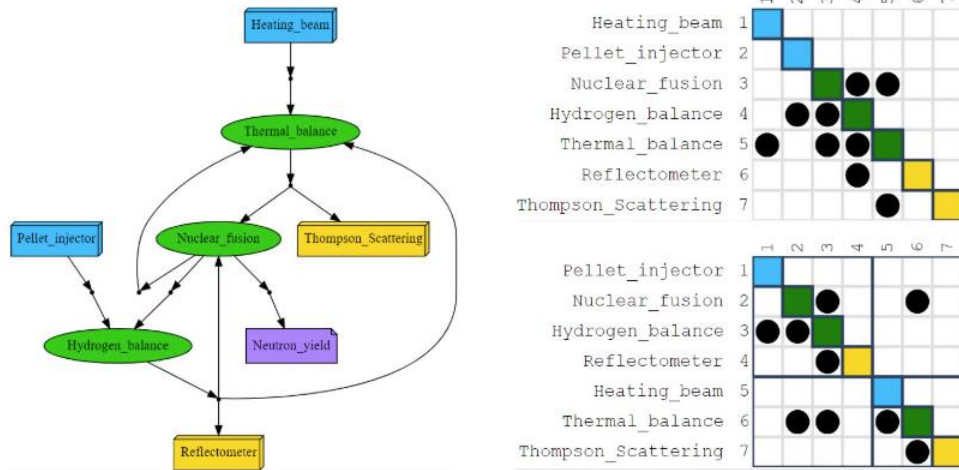 Heating_beam
Thermal_balance
Nuclear_fusion
Thompson_Scattering
Pellet_injector
Hydrogen_balance
Neutron_yield
Reflectometer
Heating_beam 1
Pellet_injector 2
Nuclear_fusion 3
Hydrogen_balance 4
Thermal_balance 5
Reflectometer 6
Thompson_Scattering 7
1 2 3 4 5 6 7
Pellet_injector 1
Nuclear_fusion 2
Hydrogen_balance 3
Reflectometer 4
Heating_beam 5
Thermal_balance 6
Thompson_Scattering 7